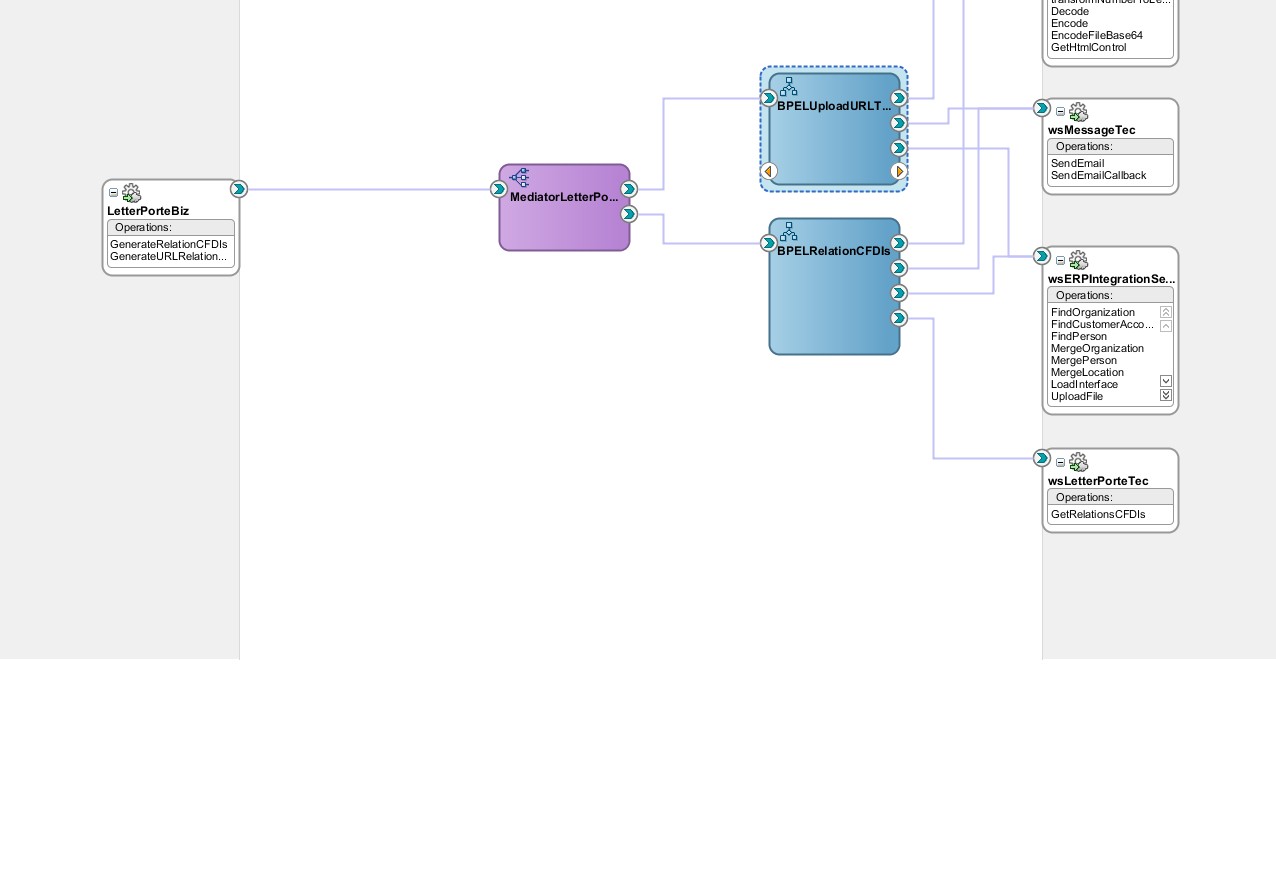 Decode
Encode
EncodeFileBase64
GetHtmlControl
BPELUploadURLT...
wsMessageTec
Operations:
SendEmail
SendEmailCallback
MediatorLetterPo...
LetterPorteBiz
Operations:
GenerateRelationCFDIs
GenerateURLRelation...
BPELRelationCFDIs
wsERPIntegrationSe...
Operations:
FindOrganization
FindCustomerAcco...
FindPerson
MergeOrganization
MergePerson
MergeLocation
LoadInterface
UploadFile
wsLetterPorteTec
Operations:
GetRelationsCFDIs